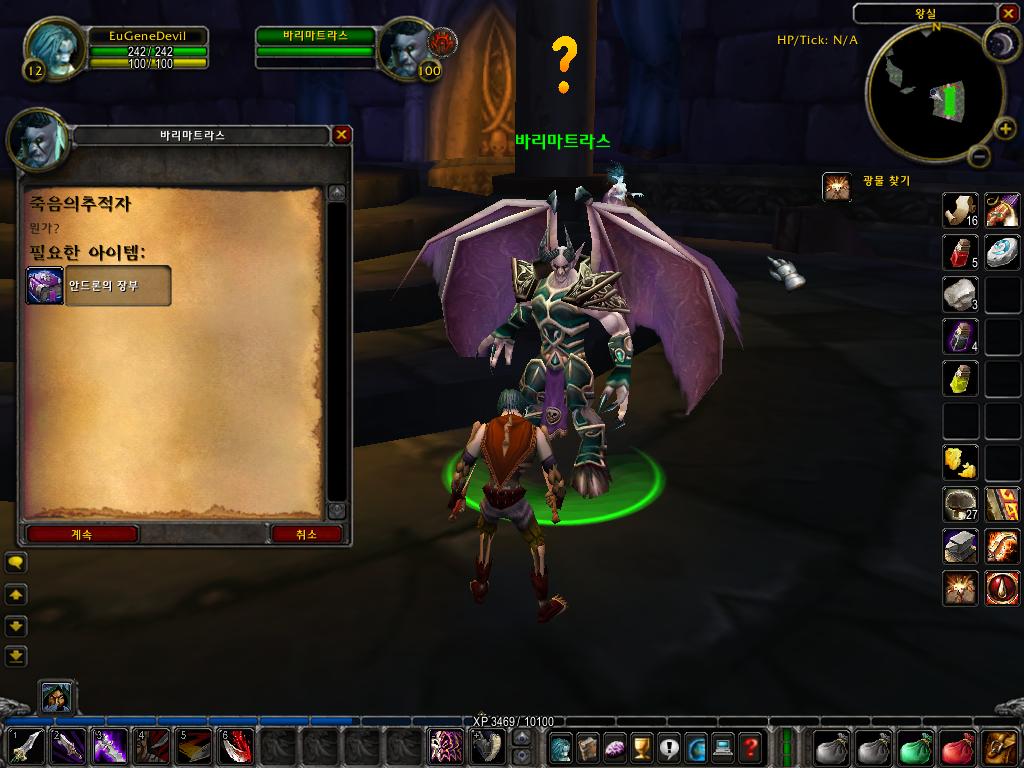 EuGeneDevil
242 / 242
100 / 100
12
바리마트라스
100
?
바리마트라스
HP/Tick: N/A
왕실
N
광물 찾기
바리마트라스
죽음의추적자
뭔가?
필요한 아이템:
안드론의 장부
계속
취소
16
5
3
4
27
XP 3469 / 10100
1
2
3
4
5
6